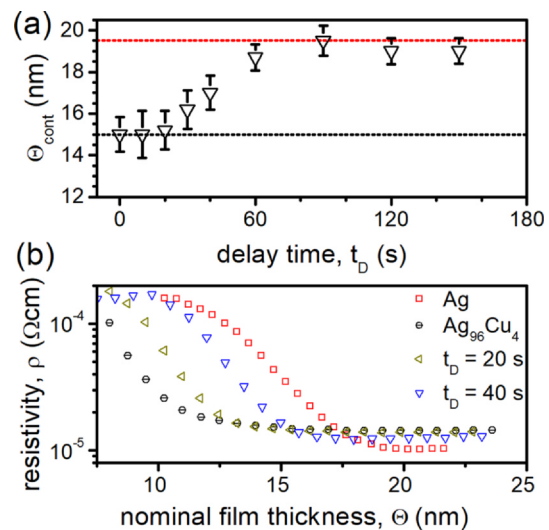 (a)
Θcont (nm)
20
18
16
14
12
0 60 120 180
delay time, tD (s)
(b)
resistivity, ρ (Ωcm)
10⁻⁴
10⁻⁵
Ag
Ag₉₆Cu₄
tD = 20 s
tD = 40 s
10 15 20 25
nominal film thickness, Θ (nm)